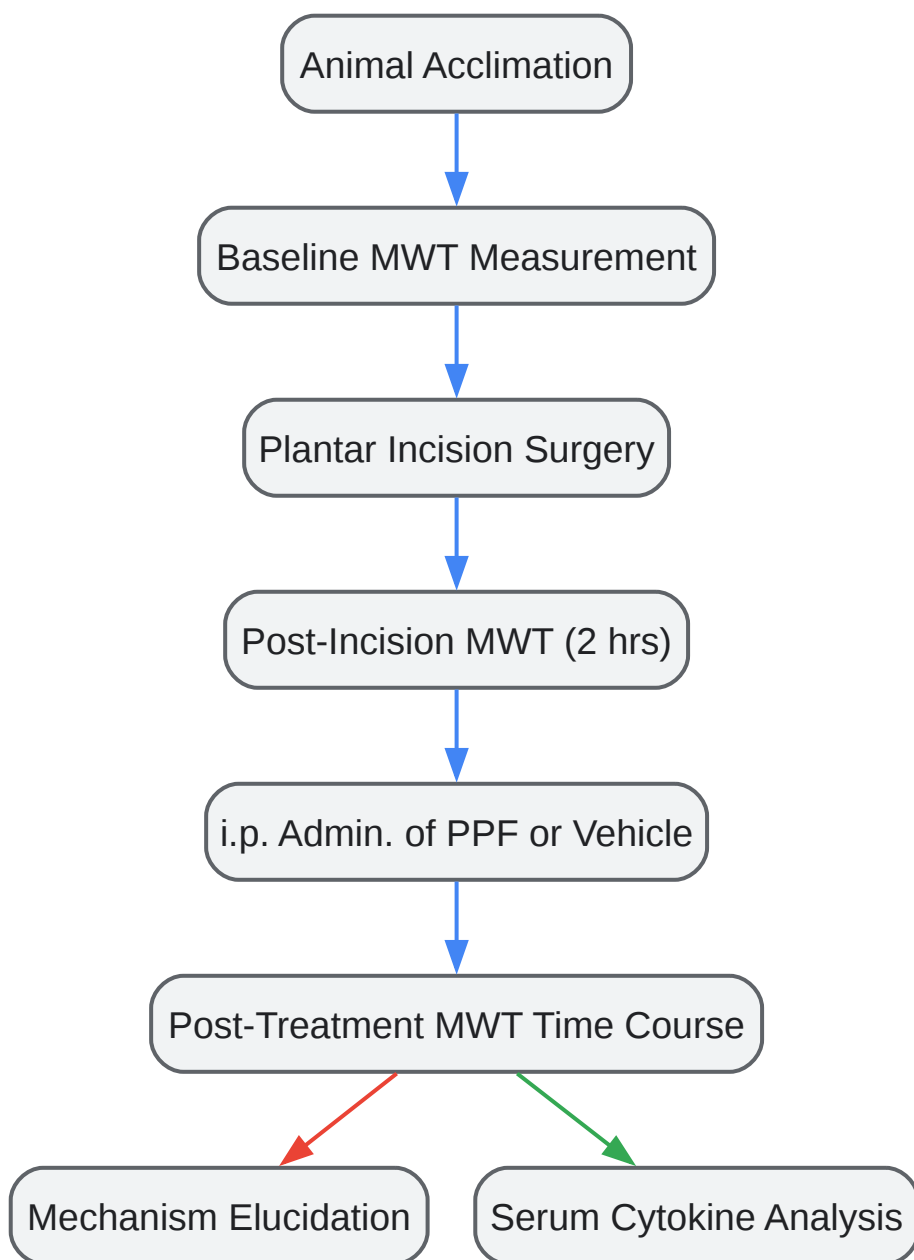 Animal Acclimation
Baseline MWT Measurement
Plantar Incision Surgery
Post-Incision MWT (2 hrs)
i.p. Admin. of PPF or Vehicle
Post-Treatment MWT Time Course
Mechanism Elucidation
Serum Cytokine Analysis